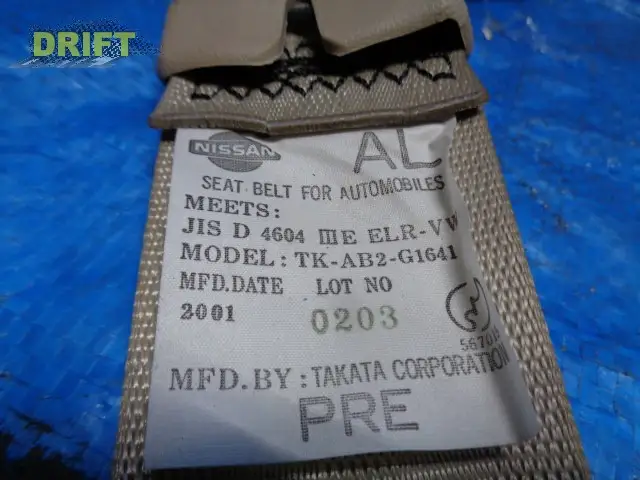 DRIFT
NISSAN
AL
SEAT BELT FOR AUTOMOBILES
MEETS:
JIS D 4604 ⅢE ELR-VW
MODEL: TK-AB2-G1641
MFD.DATE LOT NO
2001 0203
MFD.BY: TAKATA CORPORATION
PRE